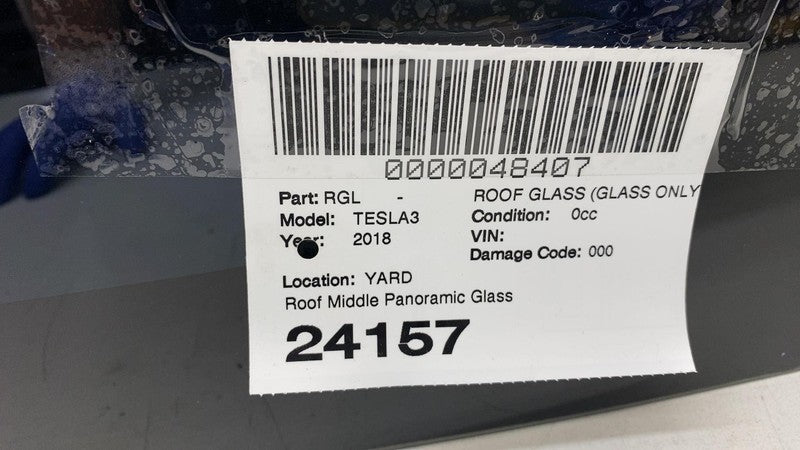 0000048407
Part: RGL - ROOF GLASS (GLASS ONLY
Model: TESLA3 Condition: 0cc
Year: 2018 VIN:
Damage Code: 000
Location: YARD
Roof Middle Panoramic Glass
24157